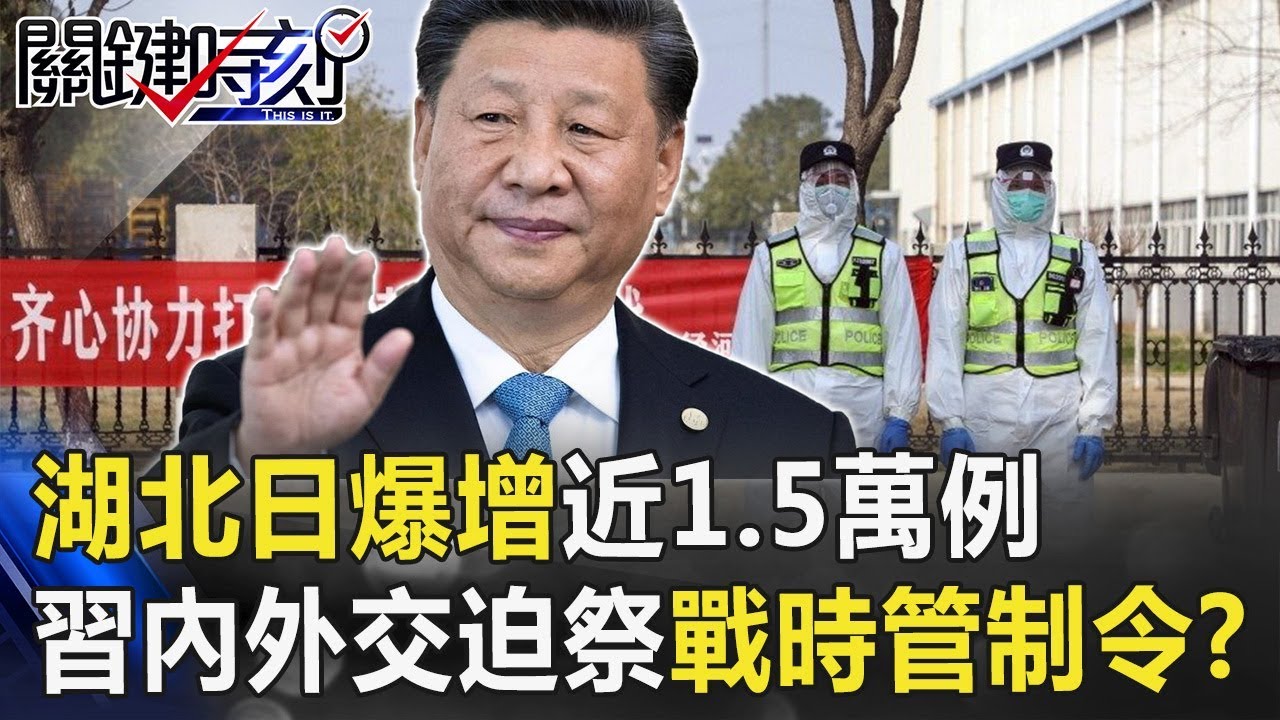 關鍵時刻
THIS IS IT.
齐心协力打
POLICE
POLICE
湖北日爆增近1.5萬例
習內外交迫祭戰時管制令?